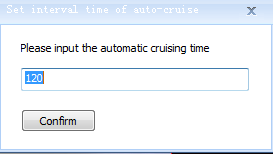 Set interval time of auto-cruise
Please input the automatic cruising time
120
Confirm